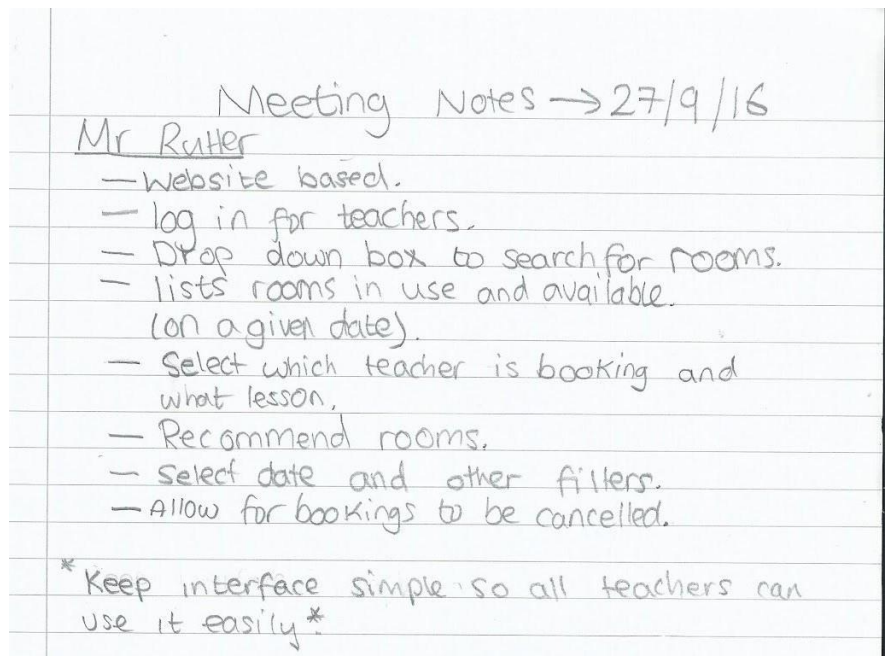 Meeting Notes → 27/9/16
Mr Rutter
— Website based.
— log in for teachers.
— Drop down box to search for rooms.
— lists rooms in use and available.
(on a given date).
— Select which teacher is booking and
what lesson.
— Recommend rooms.
— Select date and other filters.
— Allow for bookings to be cancelled.
* Keep interface simple so all teachers can
use it easily *